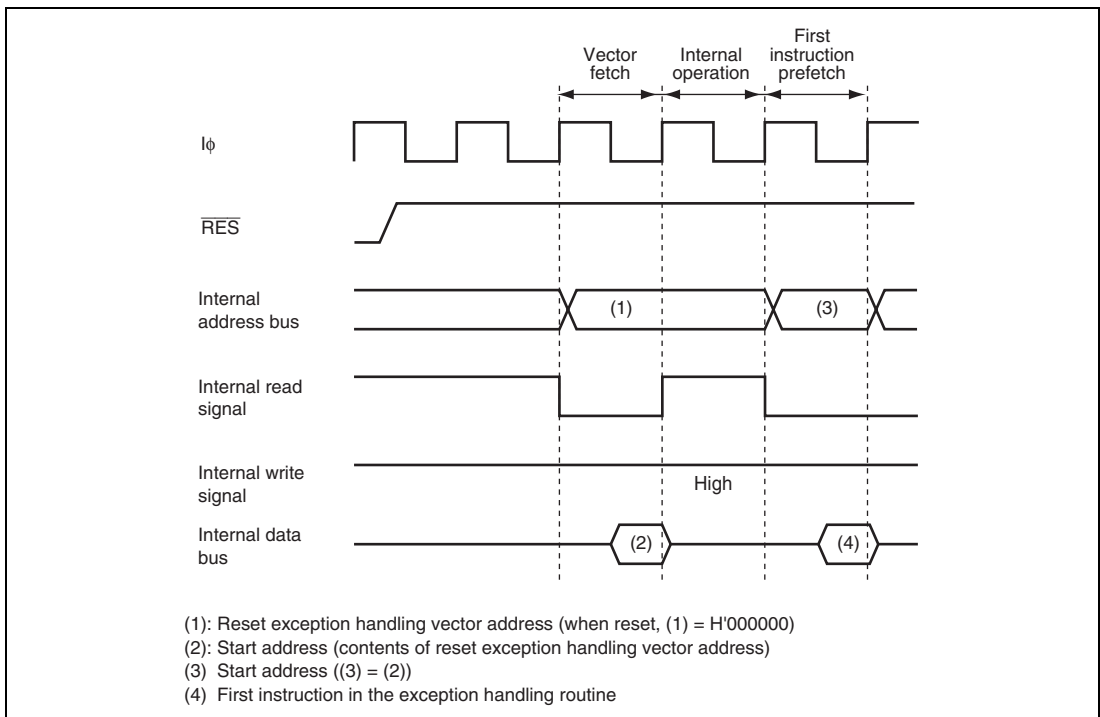 Vector
fetch
Internal
operation
First
instruction
prefetch
Iϕ
RES
Internal
address bus
(1)
(3)
Internal read
signal
Internal write
signal
High
Internal data
bus
(2)
(4)
(1): Reset exception handling vector address (when reset, (1) = H'000000)
(2): Start address (contents of reset exception handling vector address)
(3) Start address ((3) = (2))
(4) First instruction in the exception handling routine